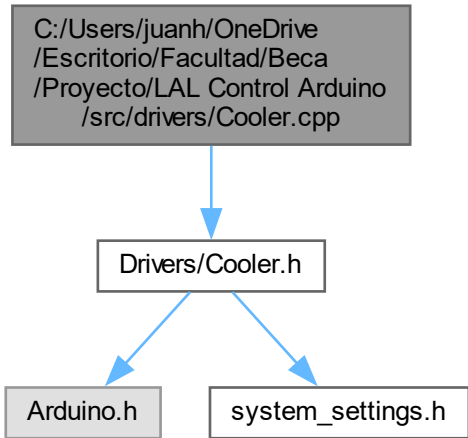 C:/Users/juanh/OneDrive
/Escritorio/Facultad/Beca
/Proyecto/LAL Control Arduino
/src/drivers/Cooler.cpp
Drivers/Cooler.h
Arduino.h
system_settings.h